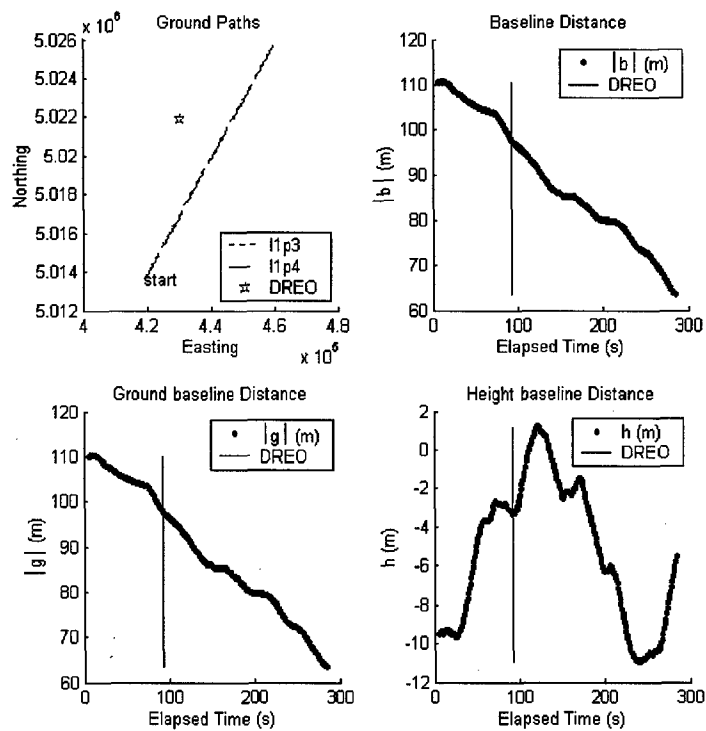 Ground Paths
× 10⁶
5.026
5.024
5.022
5.02
5.018
5.016
5.014
5.012
Northing
start
l1p3
l1p4
DREO
4
4.2
4.4
4.6
4.8
Easting
× 10⁶
Baseline Distance
120
110
100
90
80
70
60
|b| (m)
|b| (m)
DREO
0
100
200
300
Elapsed Time (s)
Ground baseline Distance
120
110
100
90
80
70
60
|g| (m)
|g| (m)
DREO
0
100
200
300
Elapsed Time (s)
Height baseline Distance
2
0
-2
-4
-6
-8
-10
-12
h (m)
h (m)
DREO
0
100
200
300
Elapsed Time (s)